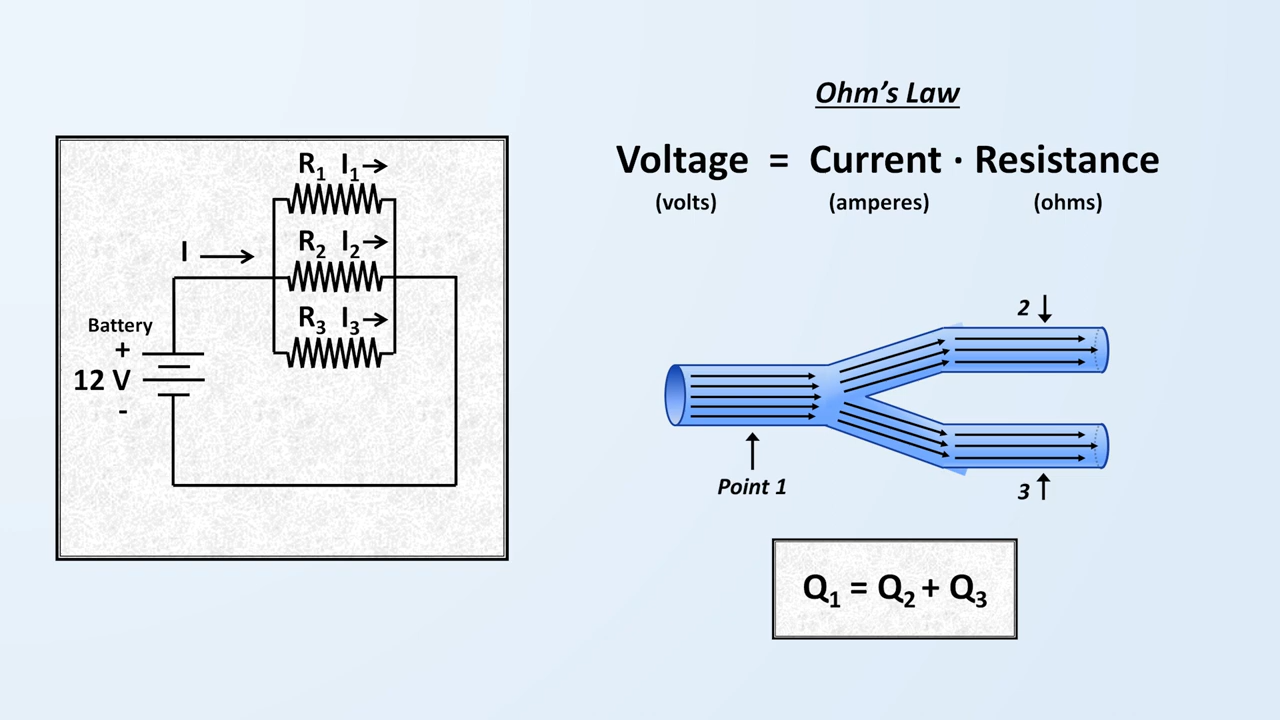 R₁ I₁
R₂ I₂
R₃ I₃
I
Battery
+
12 V
-
Ohm’s Law
Voltage = Current · Resistance
(volts) (amperes) (ohms)
2
Point 1
3
Q₁ = Q₂ + Q₃